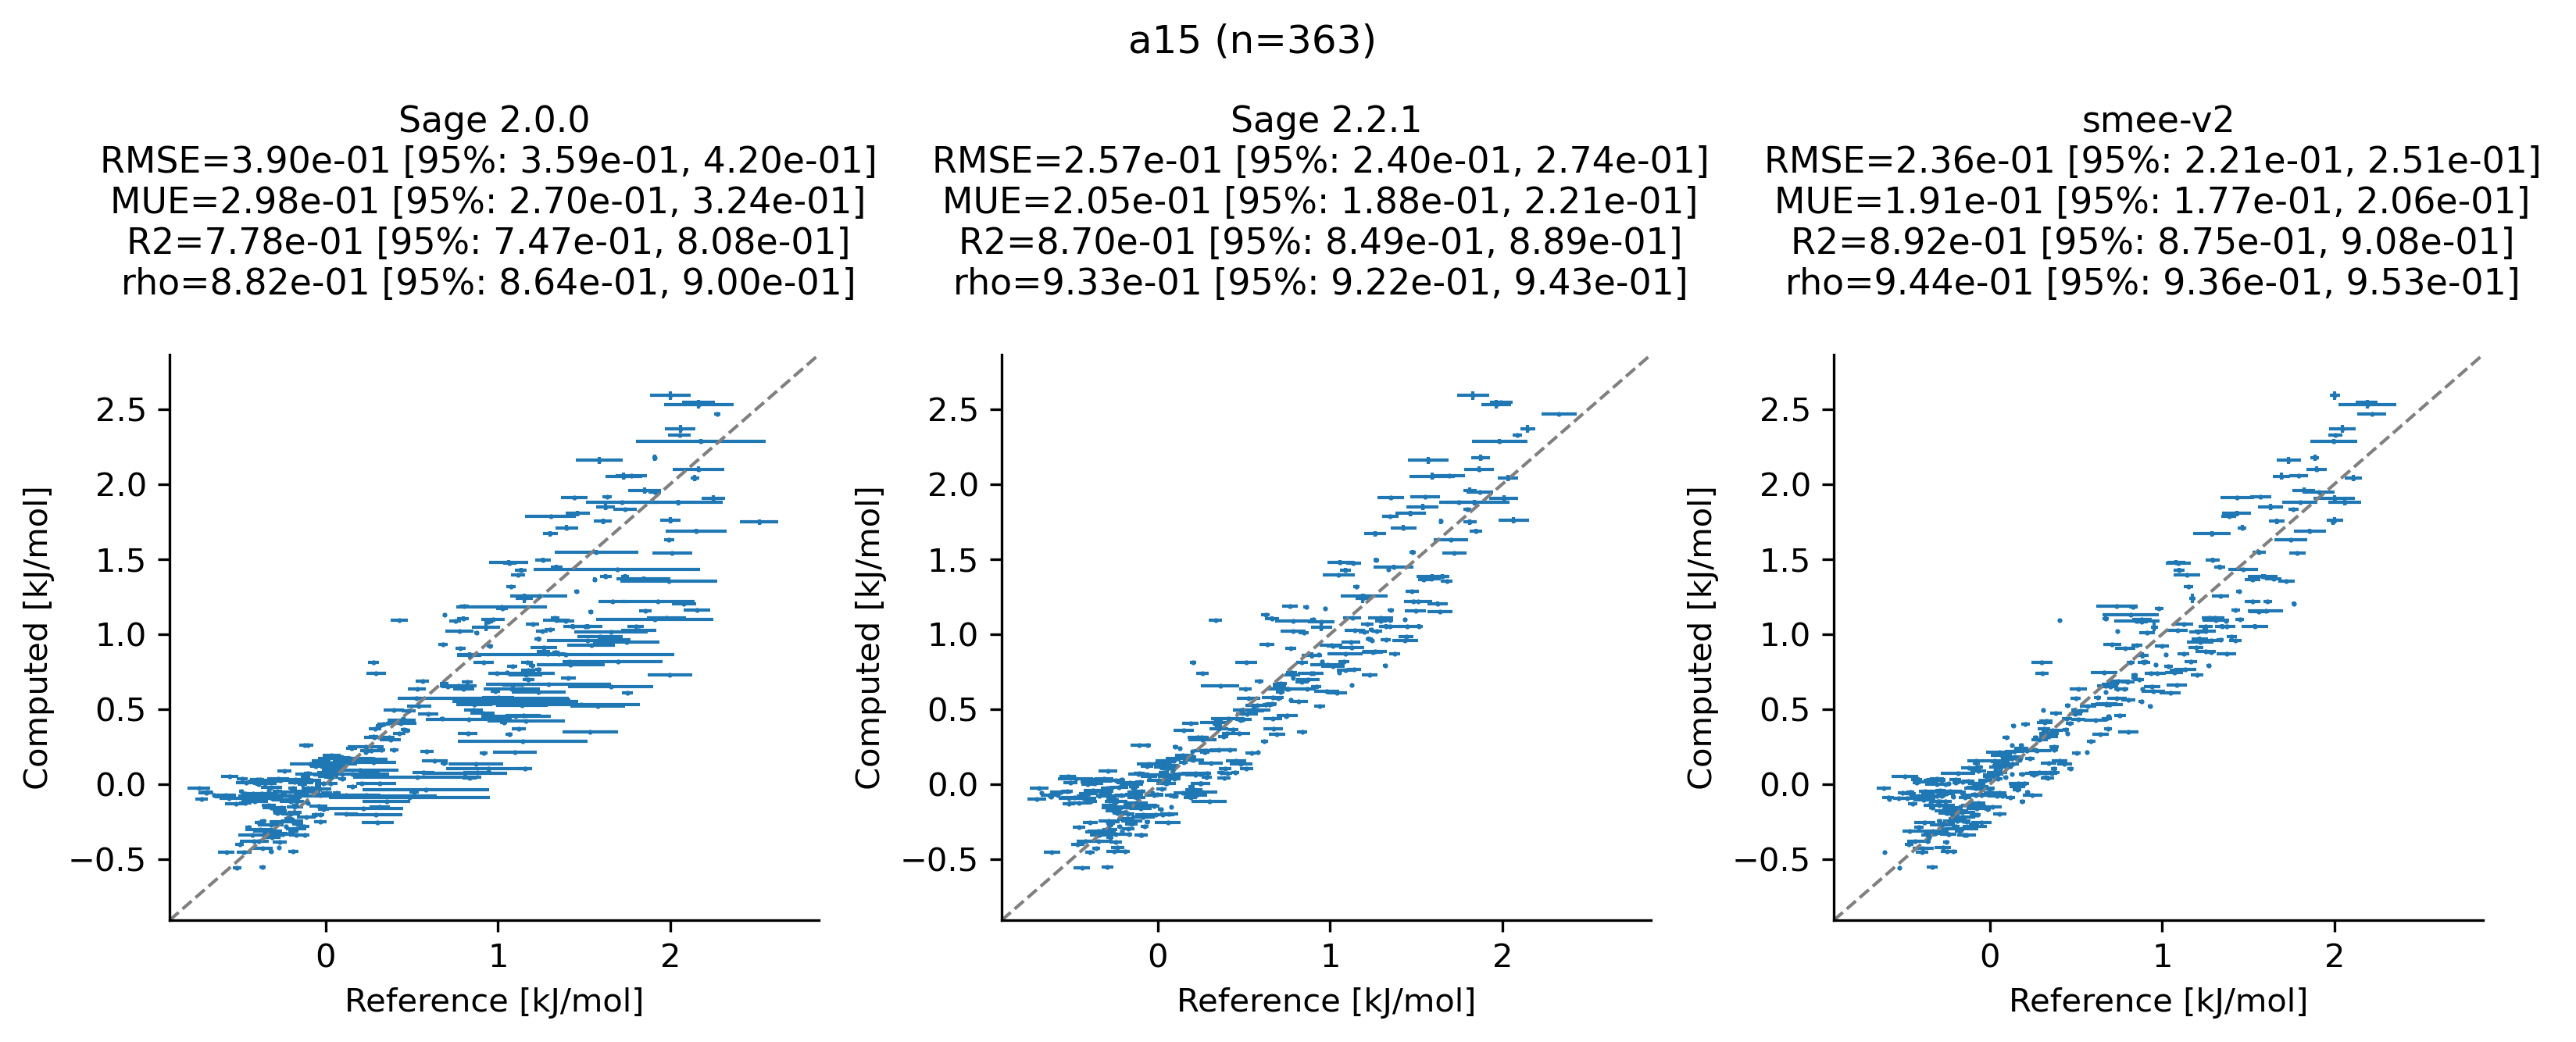 a15 (n=363)
Sage 2.0.0
RMSE=3.90e-01 [95%: 3.59e-01, 4.20e-01]
MUE=2.98e-01 [95%: 2.70e-01, 3.24e-01]
R2=7.78e-01 [95%: 7.47e-01, 8.08e-01]
rho=8.82e-01 [95%: 8.64e-01, 9.00e-01]
2.5
2.0
1.5
1.0
0.5
0.0
−0.5
Computed [kJ/mol]
0 1 2
Reference [kJ/mol]
Sage 2.2.1
RMSE=2.57e-01 [95%: 2.40e-01, 2.74e-01]
MUE=2.05e-01 [95%: 1.88e-01, 2.21e-01]
R2=8.70e-01 [95%: 8.49e-01, 8.89e-01]
rho=9.33e-01 [95%: 9.22e-01, 9.43e-01]
2.5
2.0
1.5
1.0
0.5
0.0
−0.5
Computed [kJ/mol]
0 1 2
Reference [kJ/mol]
smee-v2
RMSE=2.36e-01 [95%: 2.21e-01, 2.51e-01]
MUE=1.91e-01 [95%: 1.77e-01, 2.06e-01]
R2=8.92e-01 [95%: 8.75e-01, 9.08e-01]
rho=9.44e-01 [95%: 9.36e-01, 9.53e-01]
2.5
2.0
1.5
1.0
0.5
0.0
−0.5
Computed [kJ/mol]
0 1 2
Reference [kJ/mol]